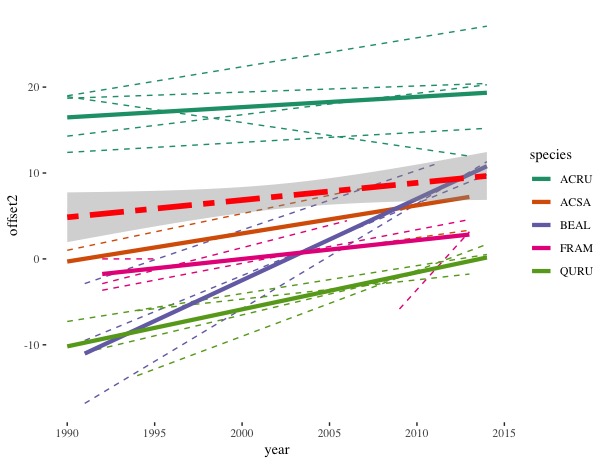 20
10
0
-10
offset2
1990
1995
2000
2005
2010
2015
year
species
ACRU
ACSA
BEAL
FRAM
QURU